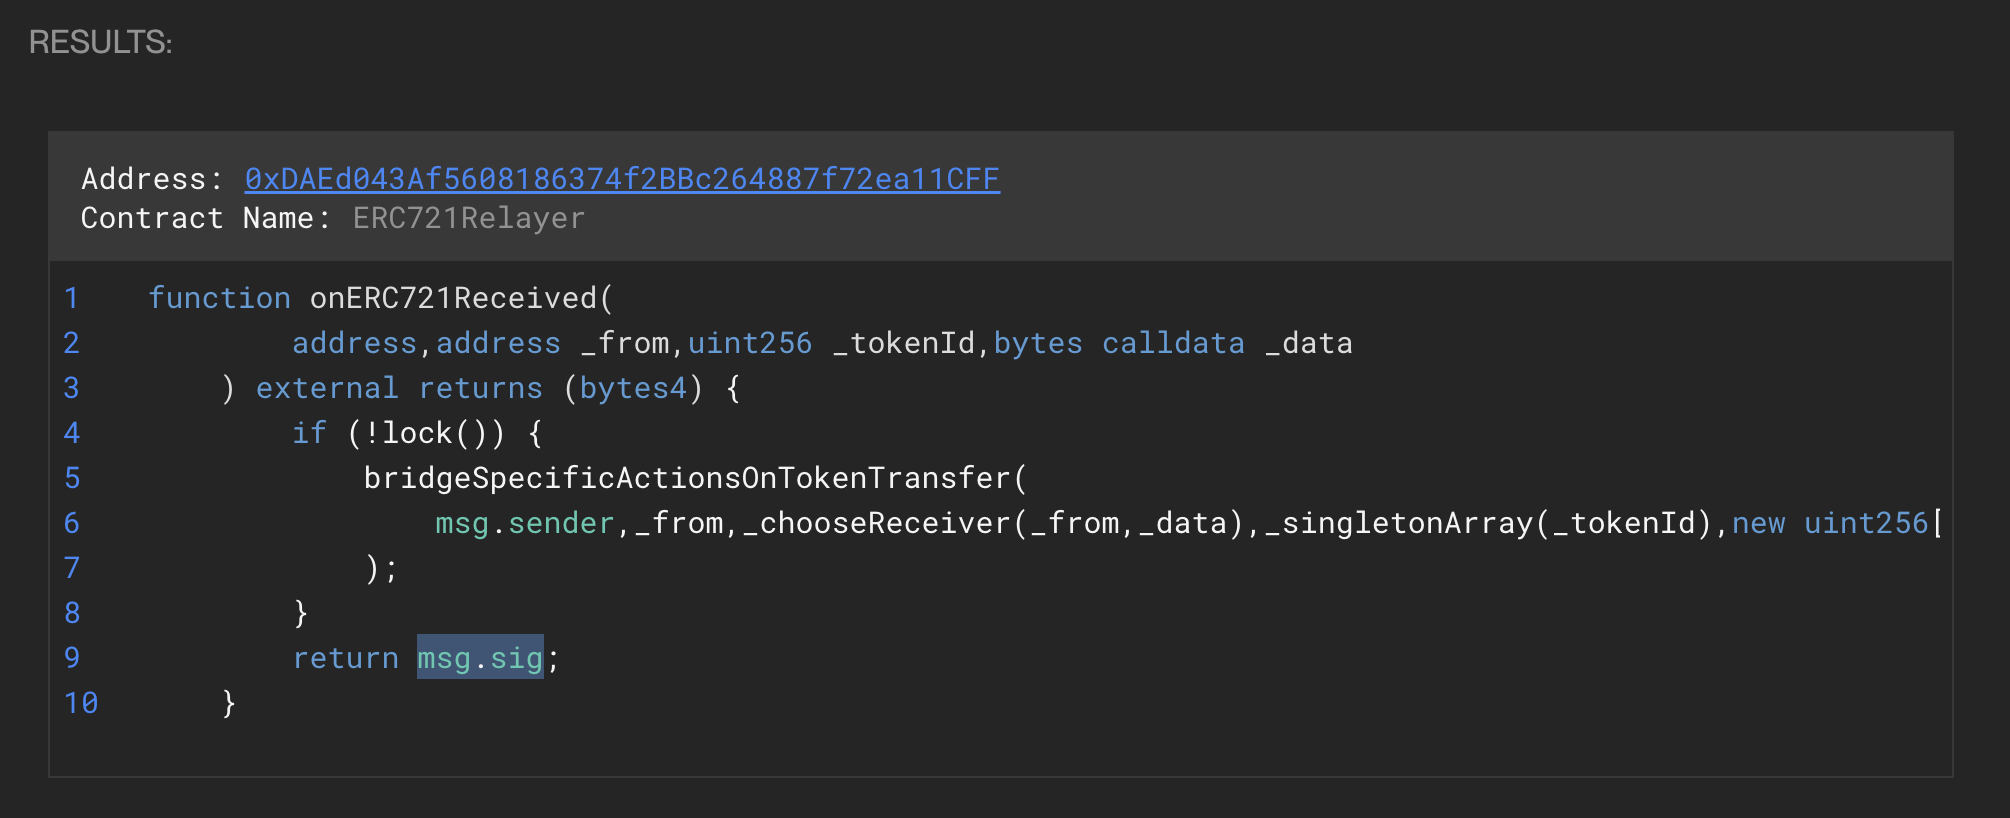 RESULTS:
Address: 0xDAEd043Af5608186374f2BBc264887f72ea11CFF
Contract Name: ERC721Relayer
1 function onERC721Received(
2 address,address _from,uint256 _tokenId,bytes calldata _data
3 ) external returns (bytes4) {
4 if (!lock()) {
5 bridgeSpecificActionsOnTokenTransfer(
6 msg.sender,_from,_chooseReceiver(_from,_data),_singletonArray(_tokenId),new uint256[
7 );
8 }
9 return msg.sig;
10 }